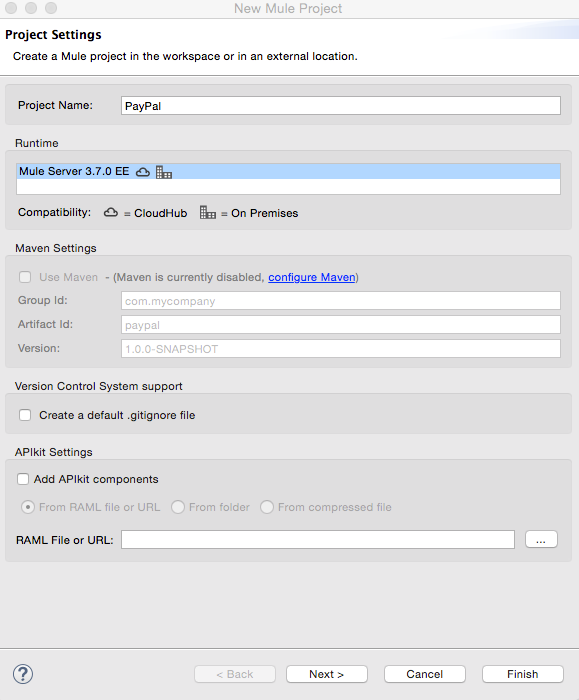 New Mule Project
Project Settings
Create a Mule project in the workspace or in an external location.
Project Name: PayPal
Runtime
Mule Server 3.7.0 EE
Compatibility: = CloudHub = On Premises
Maven Settings
Use Maven - (Maven is currently disabled, configure Maven)
Group Id: com.mycompany
Artifact Id: paypal
Version: 1.0.0-SNAPSHOT
Version Control System support
Create a default .gitignore file
APIkit Settings
Add APIkit components
From RAML file or URL From folder From compressed file
RAML File or URL: ...
? < Back Next > Cancel Finish